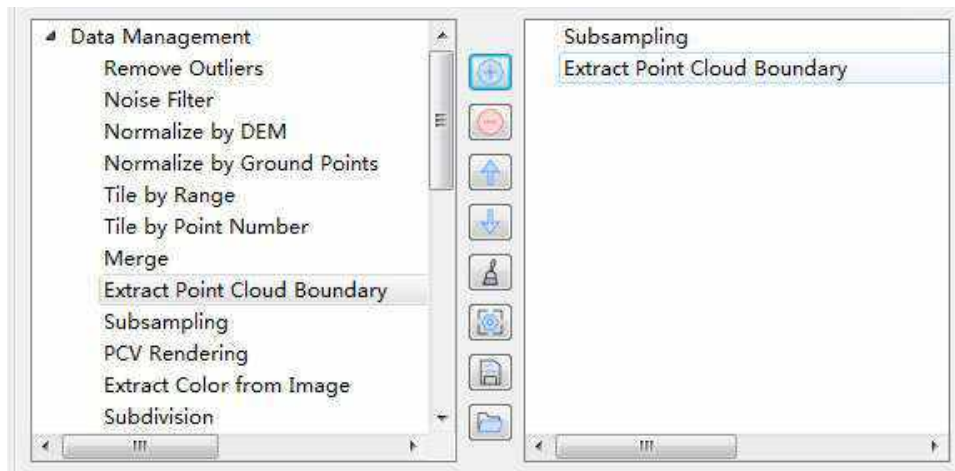 Data Management
Remove Outliers
Noise Filter
Normalize by DEM
Normalize by Ground Points
Tile by Range
Tile by Point Number
Merge
Extract Point Cloud Boundary
Subsampling
PCV Rendering
Extract Color from Image
Subdivision
Subsampling
Extract Point Cloud Boundary